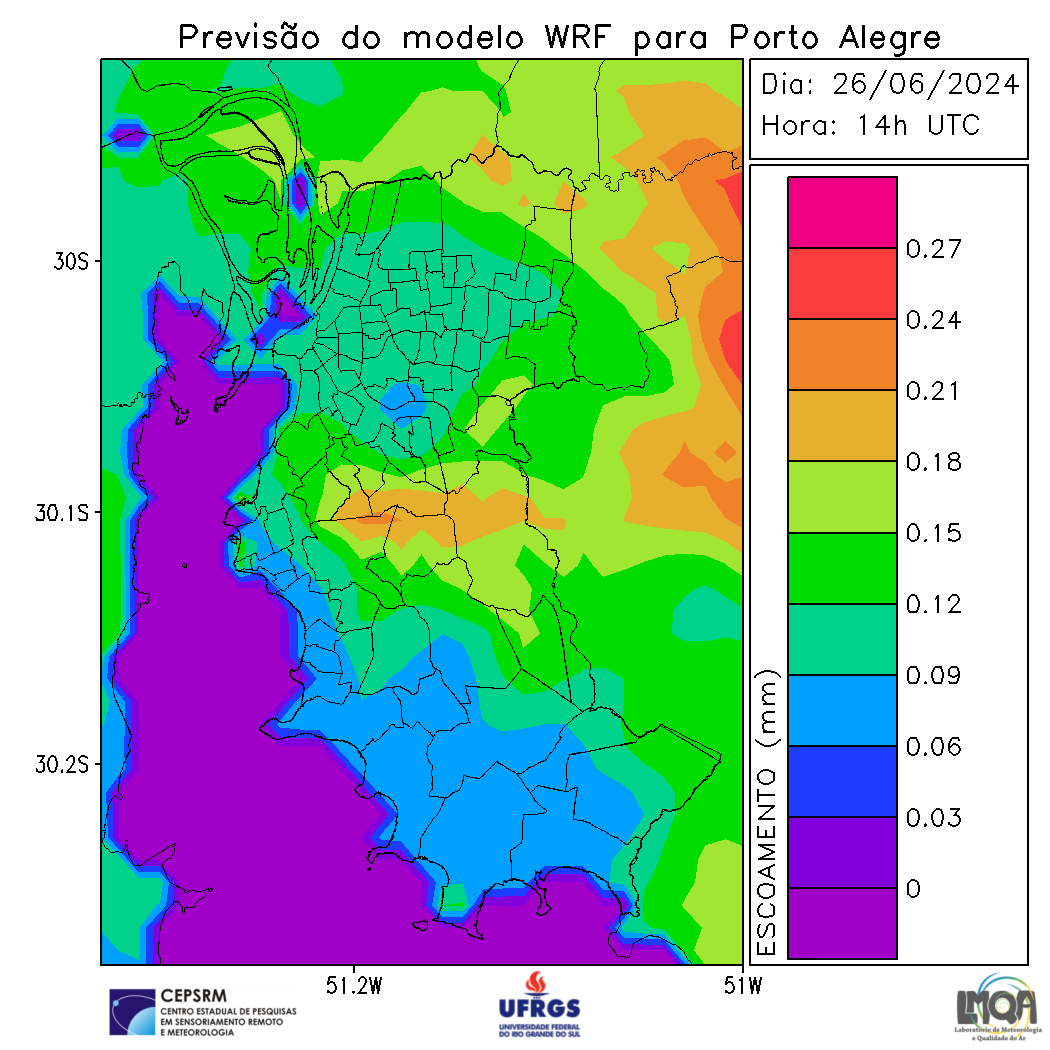 Previsão do modelo WRF para Porto Alegre
Dia: 26/06/2024
Hora: 14h UTC
30S
30.1S
30.2S
51.2W
51W
ESCOAMENTO (mm)
0.27
0.24
0.21
0.18
0.15
0.12
0.09
0.06
0.03
0
CEPSRM
CENTRO ESTADUAL DE PESQUISAS
EM SENSORIAMENTO REMOTO
E METEOROLOGIA
UFRGS
UNIVERSIDADE FEDERAL
DO RIO GRANDE DO SUL
LMQA
Laboratório de Meteorologia
e Qualidade do Ar